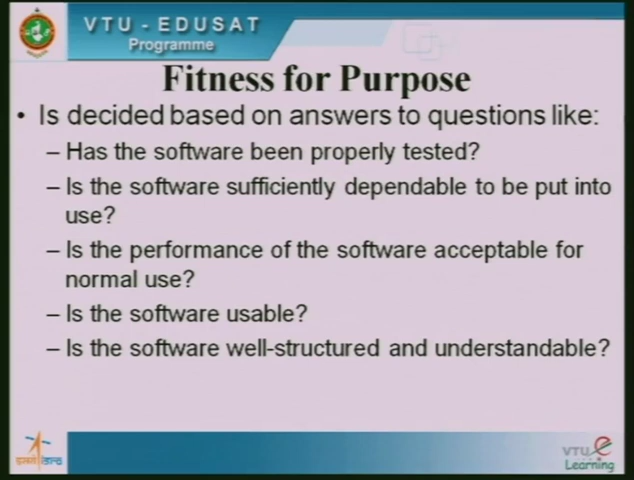 VTU - EDUSAT
Programme
Fitness for Purpose
• Is decided based on answers to questions like:
– Has the software been properly tested?
– Is the software sufficiently dependable to be put into
use?
– Is the performance of the software acceptable for
normal use?
– Is the software usable?
– Is the software well-structured and understandable?
इसरो isro
VTU e
Learning